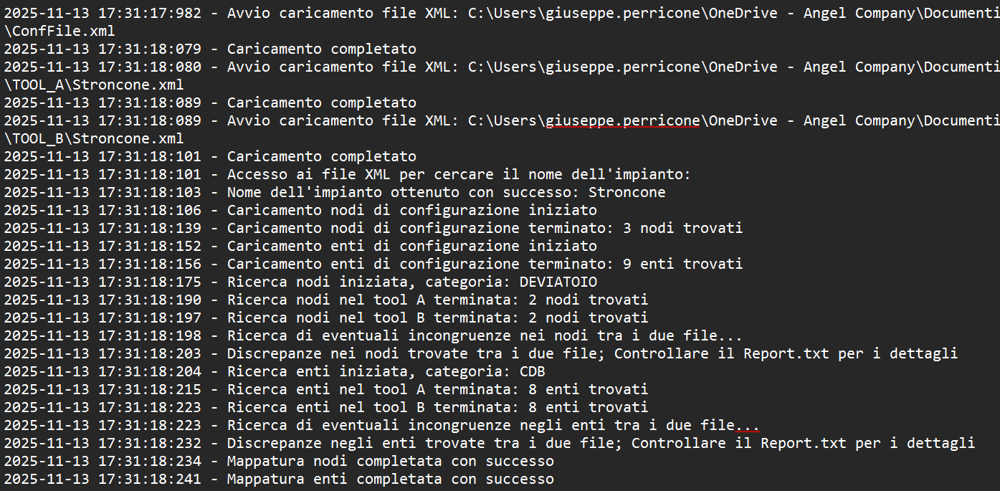 2025-11-13 17:31:17:982 - Avvio caricamento file XML: C:\Users\giuseppe.perricone\OneDrive - Angel Company\Documenti
\ConfFile.xml
2025-11-13 17:31:18:079 - Caricamento completato
2025-11-13 17:31:18:080 - Avvio caricamento file XML: C:\Users\giuseppe.perricone\OneDrive - Angel Company\Documenti
\TOOL_A\Stroncone.xml
2025-11-13 17:31:18:089 - Caricamento completato
2025-11-13 17:31:18:089 - Avvio caricamento file XML: C:\Users\giuseppe.perricone\OneDrive - Angel Company\Documenti
\TOOL_B\Stroncone.xml
2025-11-13 17:31:18:101 - Caricamento completato
2025-11-13 17:31:18:101 - Accesso ai file XML per cercare il nome dell'impianto:
2025-11-13 17:31:18:103 - Nome dell'impianto ottenuto con successo: Stroncone
2025-11-13 17:31:18:106 - Caricamento nodi di configurazione iniziato
2025-11-13 17:31:18:139 - Caricamento nodi di configurazione terminato: 3 nodi trovati
2025-11-13 17:31:18:152 - Caricamento enti di configurazione iniziato
2025-11-13 17:31:18:156 - Caricamento enti di configurazione terminato: 9 enti trovati
2025-11-13 17:31:18:175 - Ricerca nodi iniziata, categoria: DEVIATOIO
2025-11-13 17:31:18:190 - Ricerca nodi nel tool A terminata: 2 nodi trovati
2025-11-13 17:31:18:197 - Ricerca nodi nel tool B terminata: 2 nodi trovati
2025-11-13 17:31:18:198 - Ricerca di eventuali incongruenze nei nodi tra i due file...
2025-11-13 17:31:18:203 - Discrepanze nei nodi trovate tra i due file; Controllare il Report.txt per i dettagli
2025-11-13 17:31:18:204 - Ricerca enti iniziata, categoria: CDB
2025-11-13 17:31:18:215 - Ricerca enti nel tool A terminata: 8 enti trovati
2025-11-13 17:31:18:223 - Ricerca enti nel tool B terminata: 8 enti trovati
2025-11-13 17:31:18:223 - Ricerca di eventuali incongruenze negli enti tra i due file...
2025-11-13 17:31:18:232 - Discrepanze negli enti trovate tra i due file; Controllare il Report.txt per i dettagli
2025-11-13 17:31:18:234 - Mappatura nodi completata con successo
2025-11-13 17:31:18:241 - Mappatura enti completata con successo